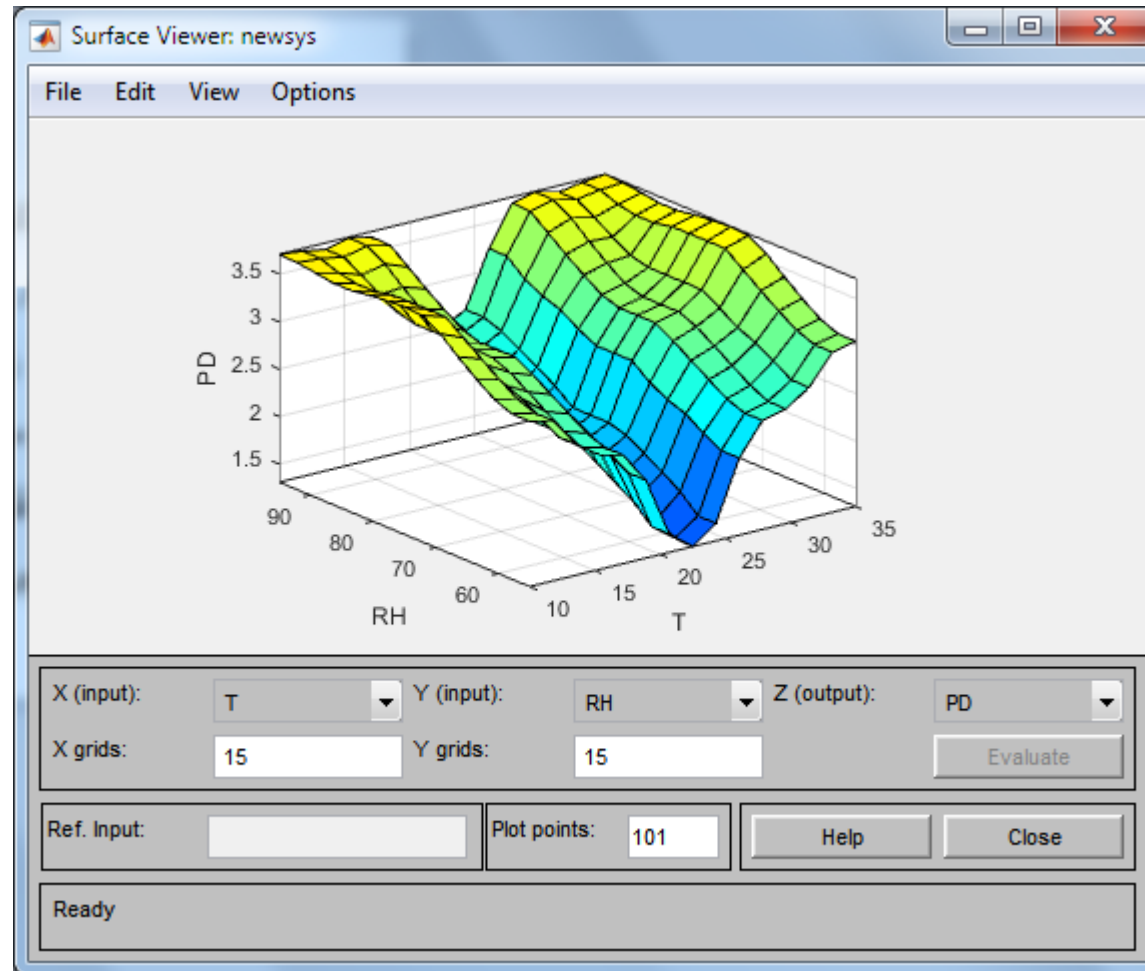 Surface Viewer: newsys
File Edit View Options
3.5
3
2.5
2
1.5
PD
90
80
70
60
RH
10
15
20
25
30
35
T
X (input): T Y (input): RH Z (output): PD
X grids: 15 Y grids: 15 Evaluate
Ref. Input: Plot points: 101 Help Close
Ready